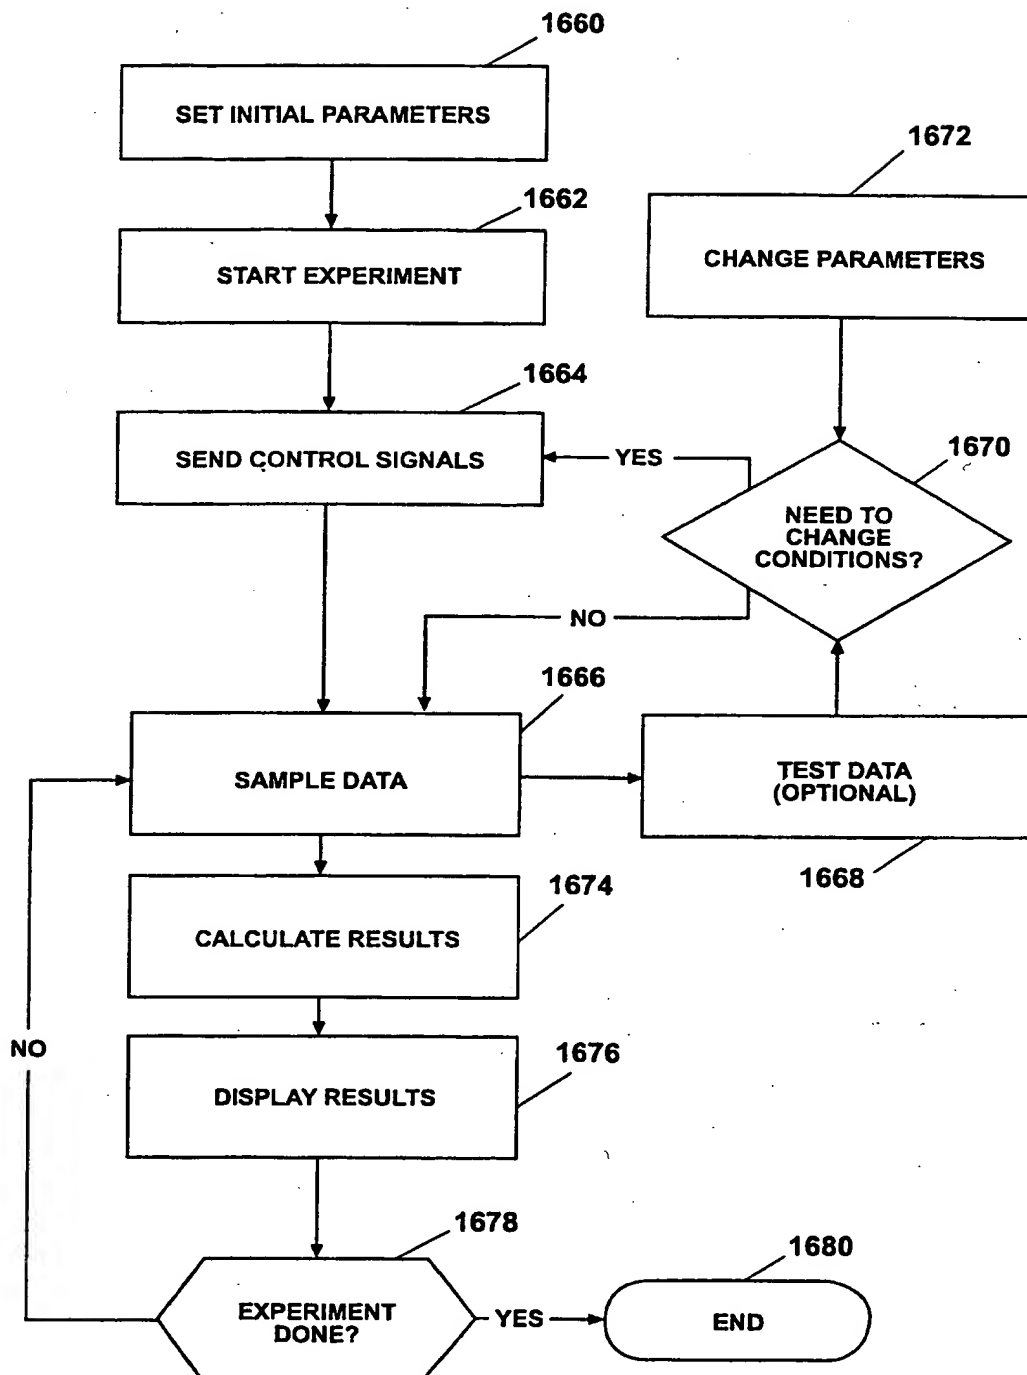 1660
SET INITIAL PARAMETERS
1662
START EXPERIMENT
1672
CHANGE PARAMETERS
1664
SEND CONTROL SIGNALS
YES
1670
NEED TO
CHANGE
CONDITIONS?
NO
1666
SAMPLE DATA
TEST DATA
(OPTIONAL)
1668
1674
CALCULATE RESULTS
NO
1676
DISPLAY RESULTS
1678
EXPERIMENT
DONE?
YES
1680
END